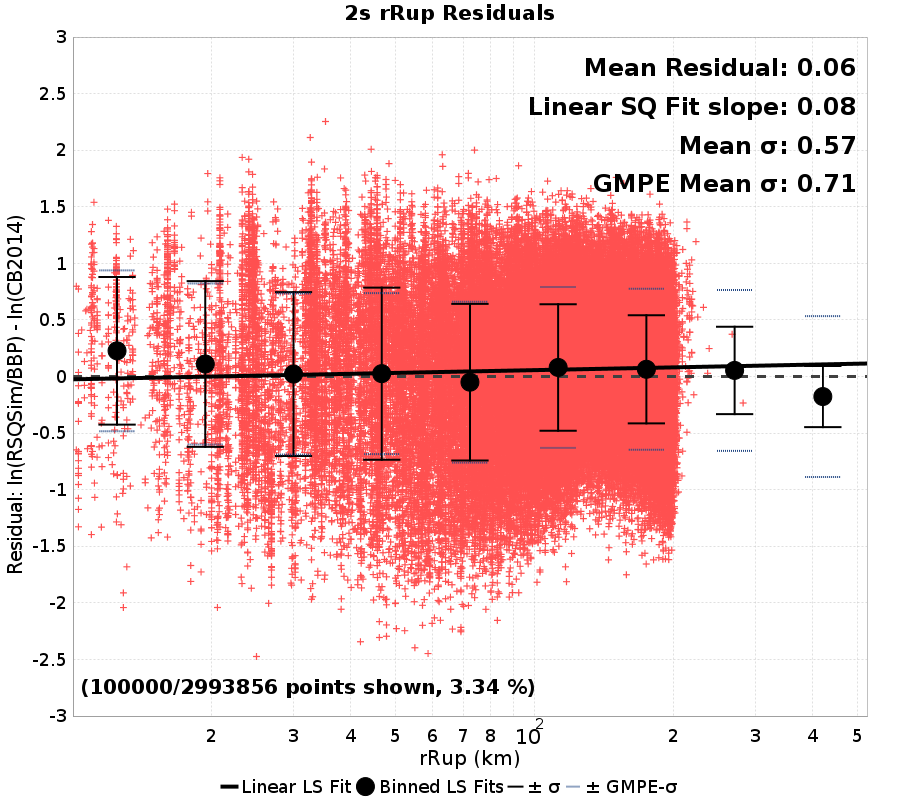 2s rRup Residuals
Mean Residual: 0.06
Linear SQ Fit slope: 0.08
Mean σ: 0.57
GMPE Mean σ: 0.71
Residual: ln(RSQSim/BBP) - ln(CB2014)
3
2.5
2
1.5
1
0.5
0
-0.5
-1
-1.5
-2
-2.5
-3
(100000/2993856 points shown, 3.34 %)
2 3 4 5 6 7 8 10² 2 3 4 5
rRup (km)
Linear LS Fit Binned LS Fits ± σ ± GMPE-σ